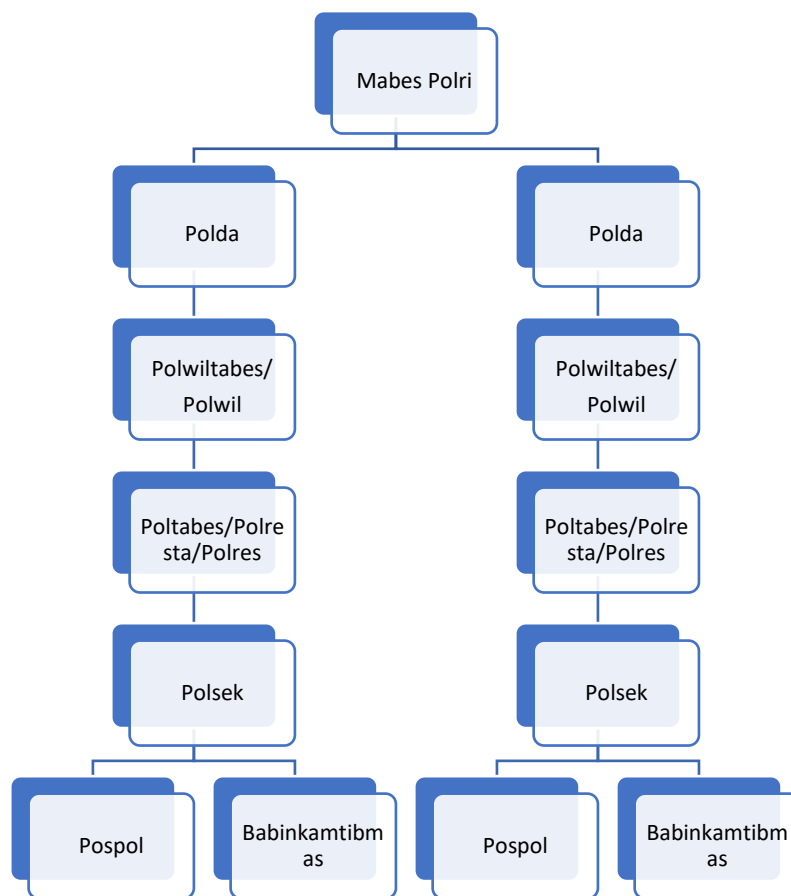 Mabes Polri
Polda
Polda
Polwiltabes/
Polwil
Polwiltabes/
Polwil
Poltabes/Polre
sta/Polres
Poltabes/Polre
sta/Polres
Polsek
Polsek
Pospol
Babinkamtibm
as
Pospol
Babinkamtibm
as